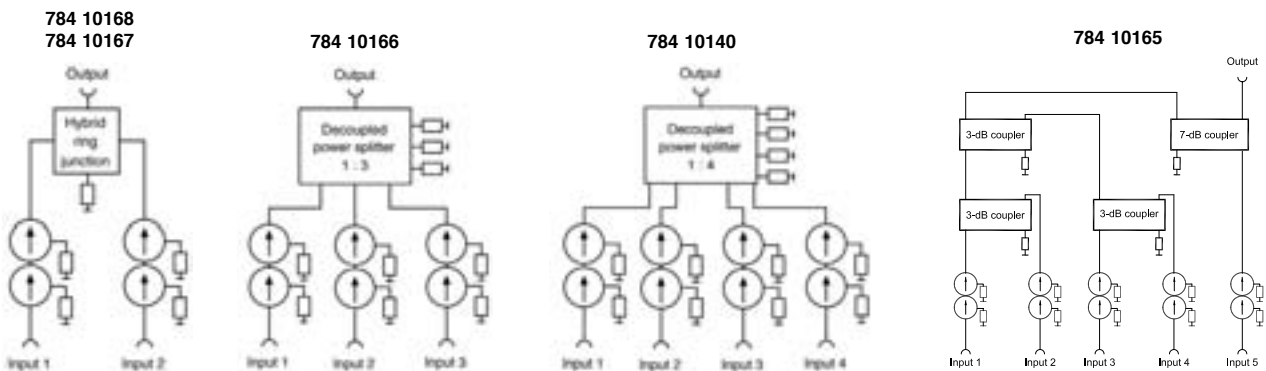 784 10168
784 10167
Output
Hybrid
ring
junction
Input 1
Input 2
784 10166
Output
Decoupled
power splitter
1 : 3
Input 1
Input 2
Input 3
784 10140
Output
Decoupled
power splitter
1 : 4
Input 1
Input 2
Input 3
Input 4
784 10165
Output
3-dB coupler
7-dB coupler
3-dB coupler
3-dB coupler
Input 1
Input 2
Input 3
Input 4
Input 5